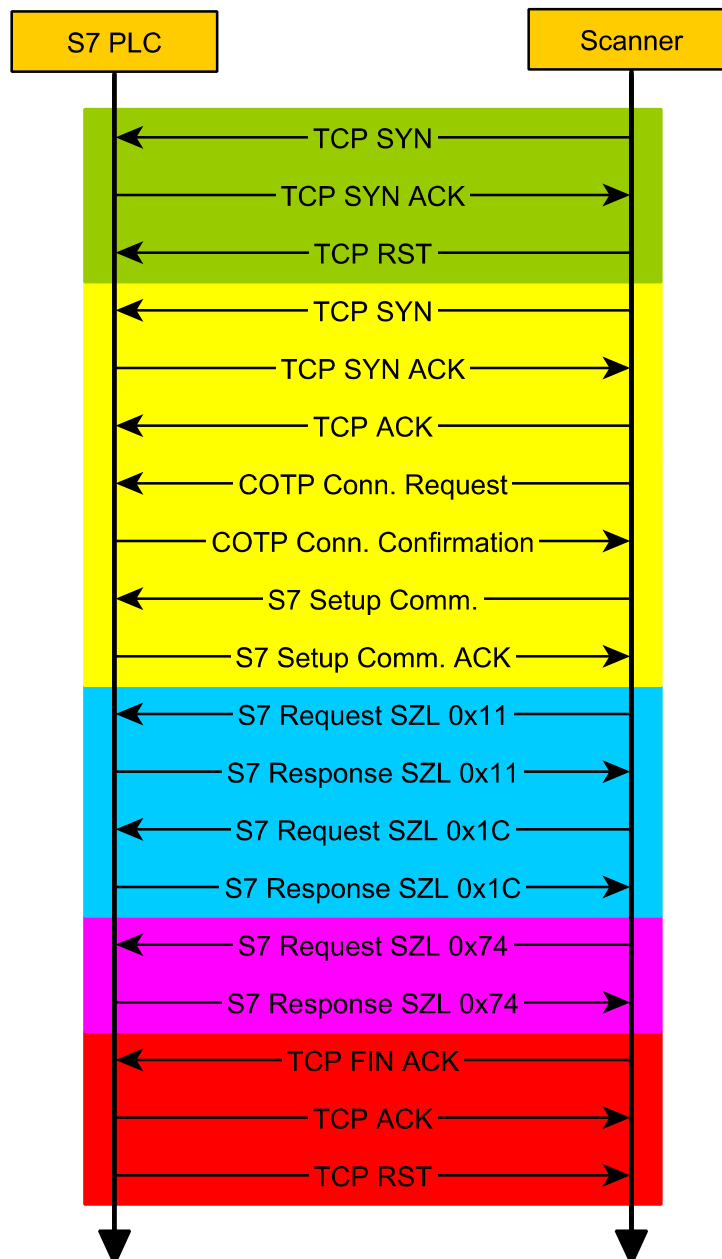 S7 PLC
Scanner
TCP SYN
TCP SYN ACK
TCP RST
TCP SYN
TCP SYN ACK
TCP ACK
COTP Conn. Request
COTP Conn. Confirmation
S7 Setup Comm.
S7 Setup Comm. ACK
S7 Request SZL 0x11
S7 Response SZL 0x11
S7 Request SZL 0x1C
S7 Response SZL 0x1C
S7 Request SZL 0x74
S7 Response SZL 0x74
TCP FIN ACK
TCP ACK
TCP RST